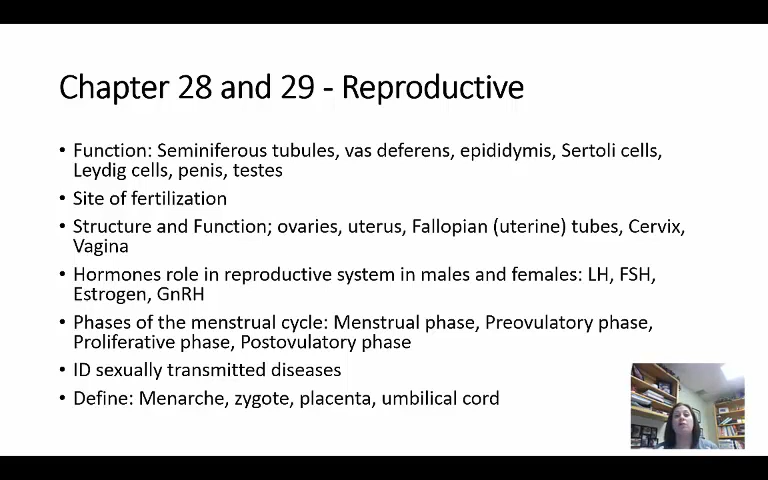 Chapter 28 and 29 - Reproductive
• Function: Seminiferous tubules, vas deferens, epididymis, Sertoli cells,
Leydig cells, penis, testes
• Site of fertilization
• Structure and Function; ovaries, uterus, Fallopian (uterine) tubes, Cervix,
Vagina
• Hormones role in reproductive system in males and females: LH, FSH,
Estrogen, GnRH
• Phases of the menstrual cycle: Menstrual phase, Preovulatory phase,
Proliferative phase, Postovulatory phase
• ID sexually transmitted diseases
• Define: Menarche, zygote, placenta, umbilical cord